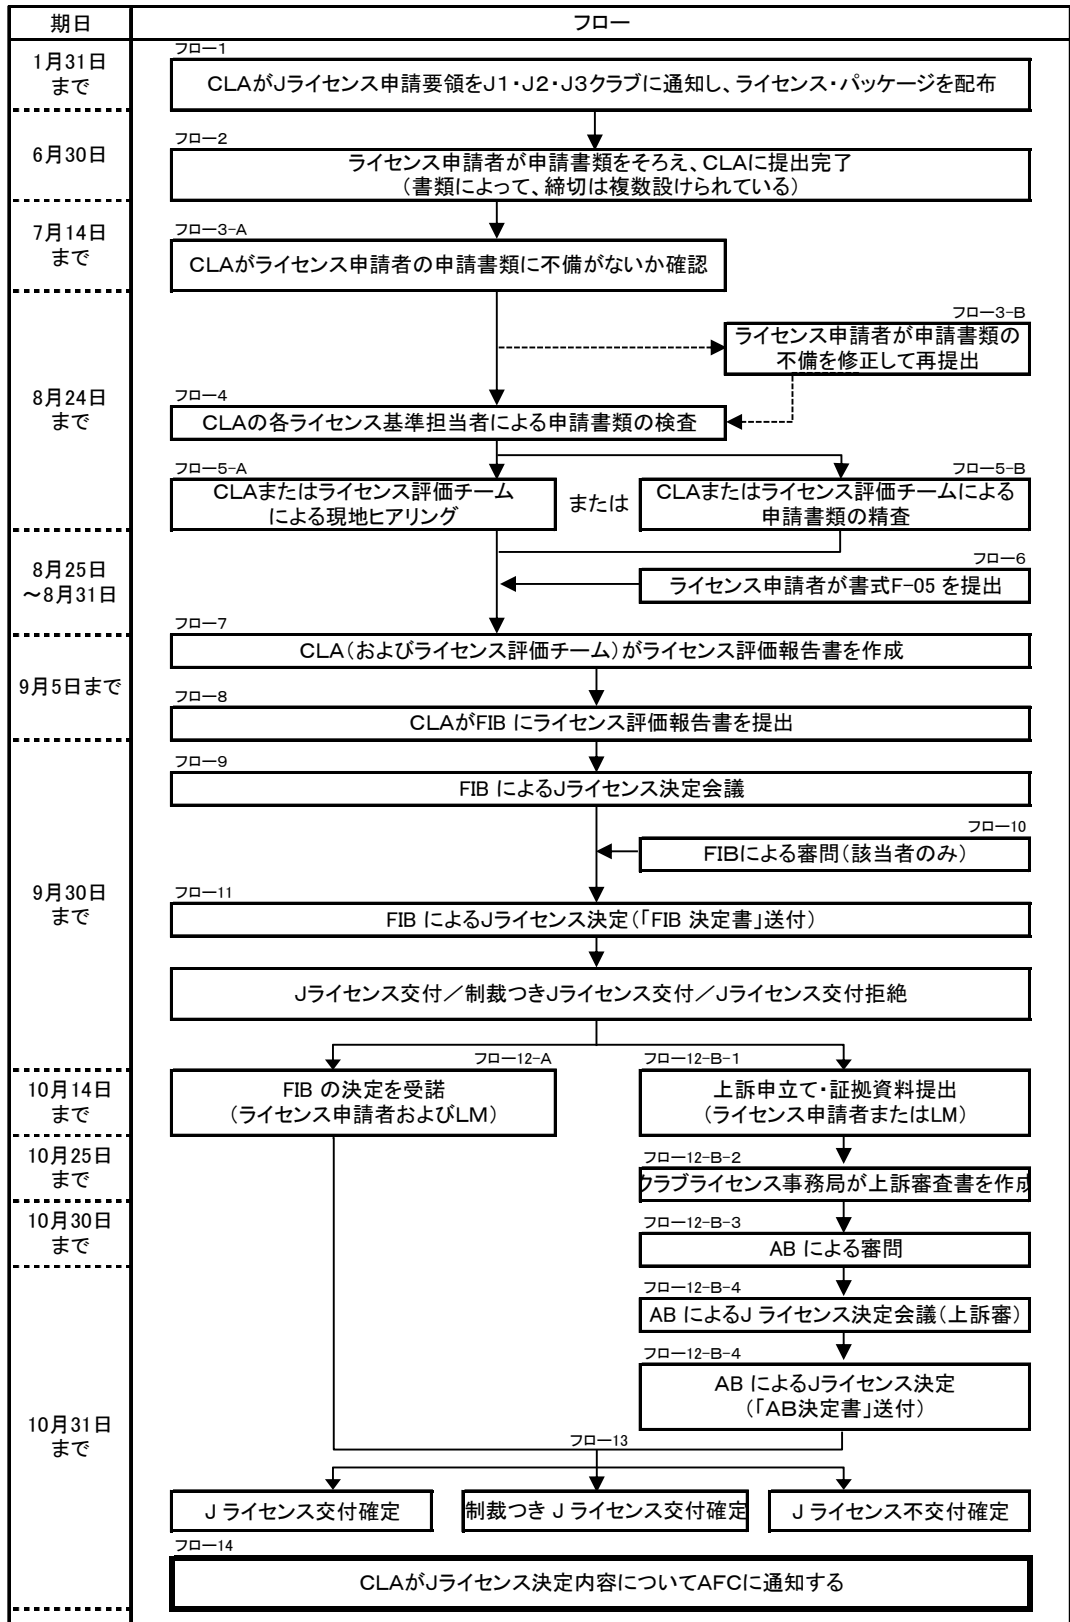 期日
フロー
1月31日
まで
フロー1
CLAがJライセンス申請要領をJ1・J2・J3クラブに通知し、ライセンス・パッケージを配布
6月30日
フロー2
ライセンス申請者が申請書類をそろえ、CLAに提出完了
(書類によって、締切は複数設けられている)
7月14日
まで
フロー3-A
CLAがライセンス申請者の申請書類に不備がないか確認
8月24日
まで
フロー3-B
ライセンス申請者が申請書類の
不備を修正して再提出
フロー4
CLAの各ライセンス基準担当者による申請書類の検査
フロー5-A
CLAまたはライセンス評価チーム
による現地ヒアリング
または
フロー5-B
CLAまたはライセンス評価チームによる
申請書類の精査
8月25日
～8月31日
フロー6
ライセンス申請者が書式F-05 を提出
9月5日まで
フロー7
CLA(およびライセンス評価チーム)がライセンス評価報告書を作成
フロー8
CLAがFIB にライセンス評価報告書を提出
9月30日
まで
フロー9
FIB によるJライセンス決定会議
フロー10
FIBによる審問(該当者のみ)
フロー11
FIB によるJライセンス決定(「FIB 決定書」送付)
Jライセンス交付／制裁つきJライセンス交付／Jライセンス交付拒絶
10月14日
まで
フロー12-A
FIB の決定を受諾
(ライセンス申請者およびLM)
フロー12-B-1
上訴申立て・証拠資料提出
(ライセンス申請者またはLM)
10月25日
まで
フロー12-B-2
クラブライセンス事務局が上訴審査書を作成
10月30日
まで
フロー12-B-3
AB による審問
10月31日
まで
フロー12-B-4
AB によるJ ライセンス決定会議(上訴審)
フロー12-B-4
AB によるJライセンス決定
(「AB決定書」送付)
フロー13
J ライセンス交付確定
制裁つき J ライセンス交付確定
J ライセンス不交付確定
フロー14
CLAがJライセンス決定内容についてAFCに通知する